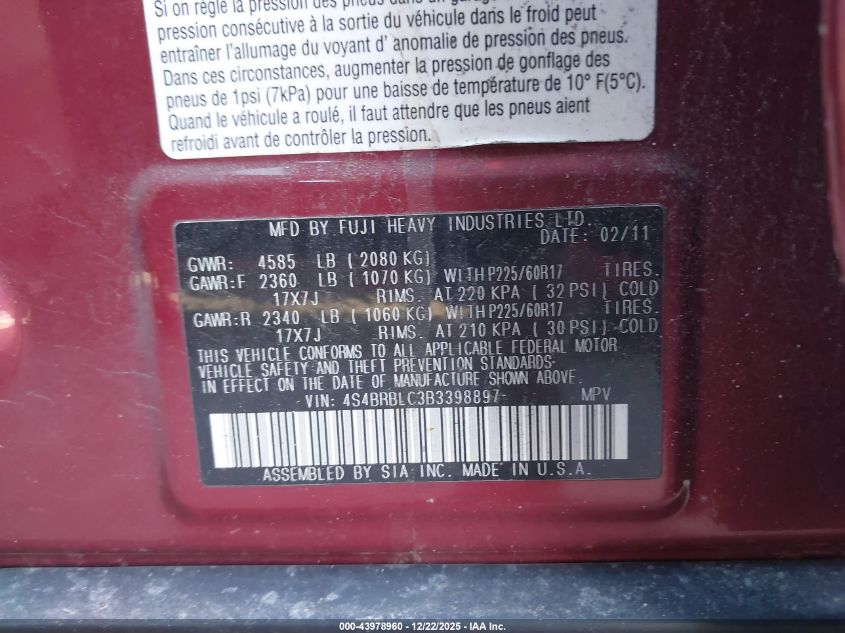 Si on règle la pression des pneus dans un garage
pression consécutive à la sortie du véhicule dans le froid peut
entraîner l'allumage du voyant d' anomalie de pression des pneus.
Dans ces circonstances, augmenter la pression de gonflage des
pneus de 1psi (7kPa) pour une baisse de température de 10° F(5°C).
Quand le véhicule a roulé, il faut attendre que les pneus aient
refroidi avant de contrôler la pression.
MFD BY FUJI HEAVY INDUSTRIES LTD.
DATE: 02/11
GVWR: 4585 LB ( 2080 KG)
GAWR:F 2360 LB ( 1070 KG) WITH P225/60R17 TIRES.
17X7J RIMS. AT 220 KPA ( 32 PSI) COLD
GAWR:R 2340 LB ( 1060 KG) WITH P225/60R17 TIRES.
17X7J RIMS. AT 210 KPA ( 30 PSI) COLD
THIS VEHICLE CONFORMS TO ALL APPLICABLE FEDERAL MOTOR
VEHICLE SAFETY AND THEFT PREVENTION STANDARDS
IN EFFECT ON THE DATE OF MANUFACTURE SHOWN ABOVE.
VIN: 4S4BRBLC3B3398897 MPV
ASSEMBLED BY SIA INC. MADE IN U.S.A.
000-43978960 - 12/22/2025 - IAA Inc.